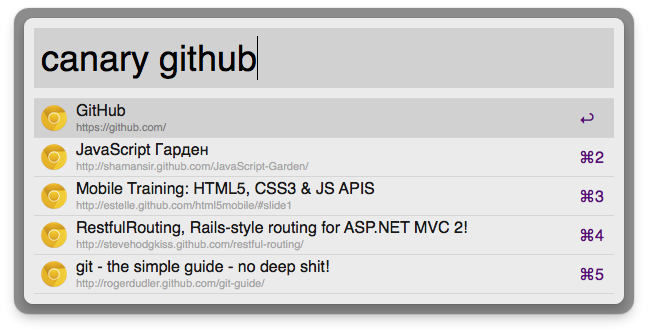 canary github
GitHub
https://github.com/
↩
JavaScript Гарден
http://shamansir.github.com/JavaScript-Garden/
⌘2
Mobile Training: HTML5, CSS3 & JS APIS
http://estelle.github.com/html5mobile/#slide1
⌘3
RestfulRouting, Rails-style routing for ASP.NET MVC 2!
http://stevehodgkiss.github.com/restful-routing/
⌘4
git - the simple guide - no deep shit!
http://rogerdudler.github.com/git-guide/
⌘5